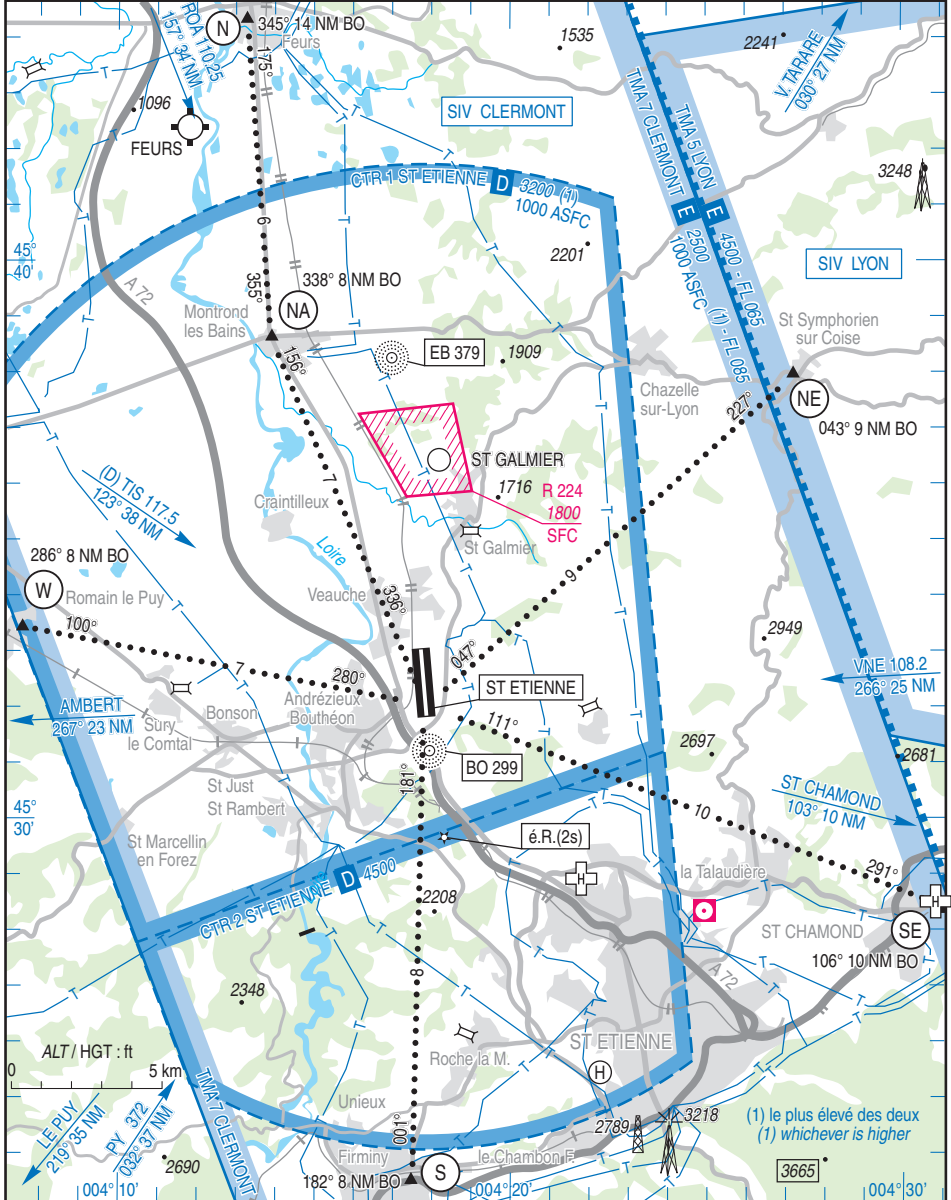 N
345° 14 NM BO
Feurs
ROA 110.25
157° 34 NM
175°
1535
2241
V. TARARE
030° 27 NM
1096
FEURS
SIV CLERMONT
TMA 7 CLERMONT
TMA 5 LYON
E
2500
1000 ASFC (1) - FL 085
E
4500 - FL 065
3248
CTR 1 ST ETIENNE
D
3200 (1)
1000 ASFC
2201
SIV LYON
45°
40'
A 72
6
355°
338° 8 NM BO
NA
Montrond
les Bains
156°
EB 379
1909
St Symphorien
sur Coise
Chazelle
sur-Lyon
NE
227°
043° 9 NM BO
ST GALMIER
1716
R 224
1800
SFC
(D) TIS 117.5
123° 38 NM
7
Craintilleux
Loire
St Galmier
286° 8 NM BO
W
Romain le Puy
Veauche
336°
9
100°
7
280°
047°
2949
VNE 108.2
266° 25 NM
AMBERT
267° 23 NM
Sury
le Comtal
Bonson
Andrézieux
Bouthéon
ST ETIENNE
111°
BO 299
2697
2681
181°
St Just
St Rambert
10
ST CHAMOND
103° 10 NM
45°
30'
St Marcellin
en Forez
é.R.(2s)
291°
H
la Talaudière
CTR 2 ST ETIENNE
D
4500
2208
H
SE
ST CHAMOND
106° 10 NM BO
8
A 72
2348
ALT / HGT : ft
0
5 km
Roche la M.
ST ETIENNE
H
TMA 7 CLERMONT
LE PUY
219° 35 NM
PY 372
032° 37 NM
Unieux
001°
2789
3218
(1) le plus élevé des deux
(1) whichever is higher
2690
Firminy
le Chambon F.
S
182° 8 NM BO
3665
004° 10'
004° 20'
004° 30'